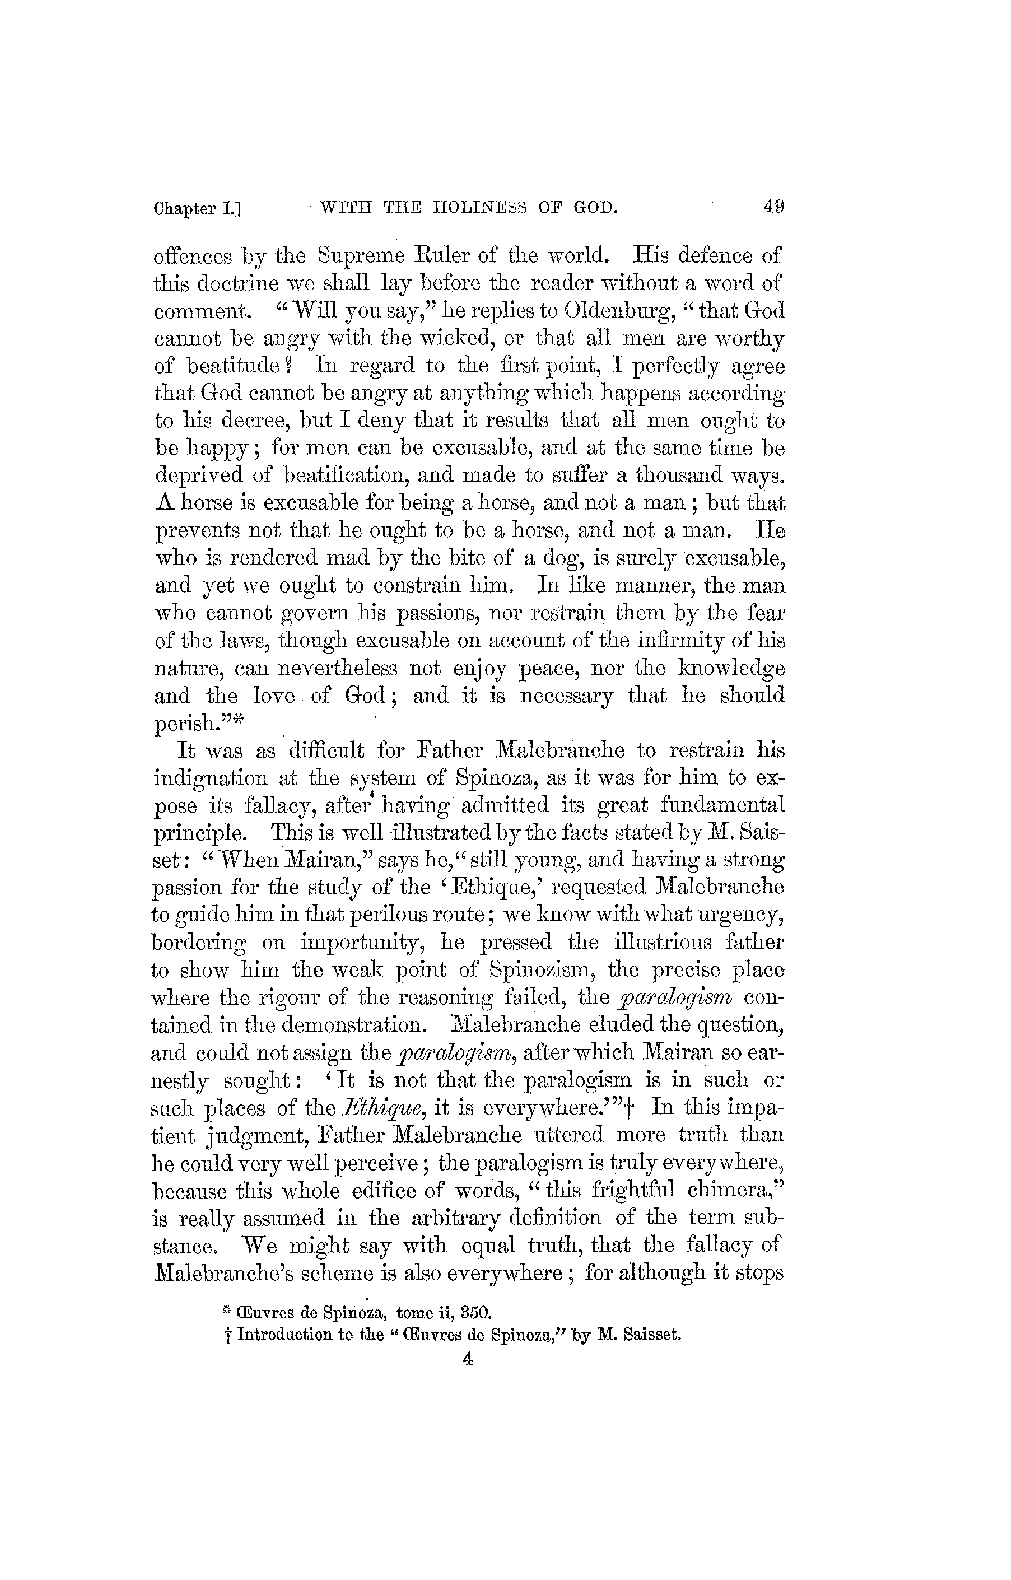 Chapter I.] WITH THE HOLINESS OF GOD. 49
offences by the Supreme Ruler of the world. His defence of
this doctrine we shall lay before the reader without a word of
comment. “Will you say,” he replies to Oldenburg, “that God
cannot be angry with the wicked, or that all men are worthy
of beatitude? In regard to the first point, I perfectly agree
that God cannot be angry at anything which happens according
to his decree, but I deny that it results that all men ought to
be happy; for men can be excusable, and at the same time be
deprived of beatification, and made to suffer a thousand ways.
A horse is excusable for being a horse, and not a man; but that
prevents not that he ought to be a horse, and not a man. He
who is rendered mad by the bite of a dog, is surely excusable,
and yet we ought to constrain him. In like manner, the man
who cannot govern his passions, nor restrain them by the fear
of the laws, though excusable on account of the infirmity of his
nature, can nevertheless not enjoy peace, nor the knowledge
and the love of God; and it is necessary that he should
perish.”*
It was as difficult for Father Malebranche to restrain his
indignation at the system of Spinoza, as it was for him to ex-
pose its fallacy, after having admitted its great fundamental
principle. This is well illustrated by the facts stated by M. Sais-
set: “When Mairan,” says he, “still young, and having a strong
passion for the study of the ‘Ethique,’ requested Malebranche
to guide him in that perilous route; we know with what urgency,
bordering on importunity, he pressed the illustrious father
to show him the weak point of Spinozism, the precise place
where the rigour of the reasoning failed, the paralogism con-
tained in the demonstration. Malebranche eluded the question,
and could not assign the paralogism, after which Mairan so ear-
nestly sought: ‘It is not that the paralogism is in such or
such places of the Ethique, it is everywhere.’”† In this impa-
tient judgment, Father Malebranche uttered more truth than
he could very well perceive; the paralogism is truly everywhere,
because this whole edifice of words, “this frightful chimera,”
is really assumed in the arbitrary definition of the term sub-
stance. We might say with equal truth, that the fallacy of
Malebranche’s scheme is also everywhere; for although it stops
* Œuvres de Spinoza, tome ii, 350.
† Introduction to the “Œuvres de Spinoza,” by M. Saisset.
4